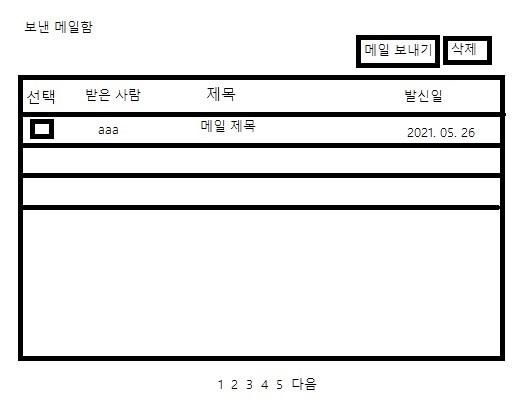 보낸 메일함
메일 보내기 삭제
선택 받은 사람 제목 발신일
aaa 메일 제목 2021. 05. 26
1 2 3 4 5 다음